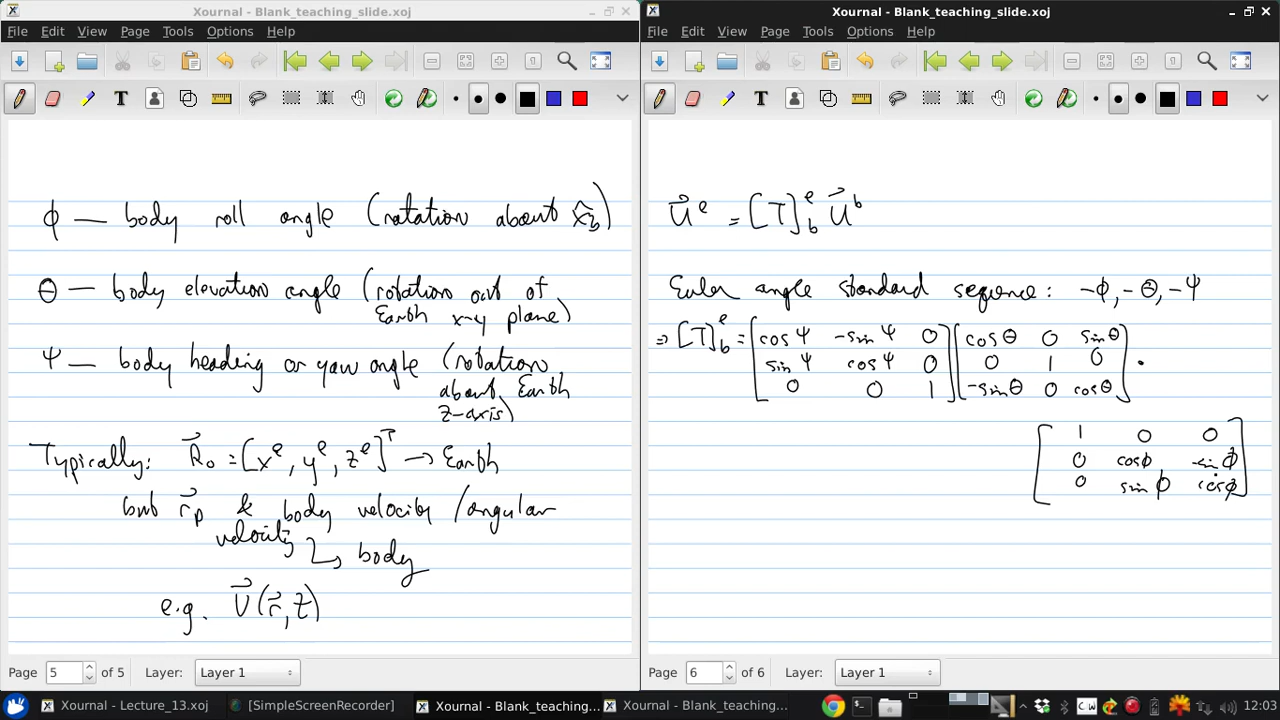 Xournal - Blank_teaching_slide.xoj
File Edit View Page Tools Options Help
ϕ — body roll angle (rotation about x̂_b)
Θ — body elevation angle (rotation out of
Earth x-y plane)
Ψ — body heading or yaw angle (rotation
about Earth
z-axis)
Typically: R⃗_o = [x^e, y^e, z^e]^T → Earth
but r⃗_p & body velocity / angular
velocity
↳ body
e.g. V⃗(r⃗, t)
Page 5 of 5 Layer: Layer 1
Xournal - Blank_teaching_slide.xoj
File Edit View Page Tools Options Help
U⃗^e = [T]_b^e U⃗^b
Euler angle standard sequence: -ϕ, -Θ, -Ψ
⇒ [T]_b^e = [cos Ψ -sin Ψ 0] [cos Θ 0 sin Θ]
[sin Ψ cos Ψ 0] [0 1 0] ·
[0 0 1] [-sin Θ 0 cos Θ]
[1 0 0]
[0 cos ϕ -sin ϕ]
[0 sin ϕ cos ϕ]
Page 6 of 6 Layer: Layer 1
Xournal - Lecture_13.xoj [SimpleScreenRecorder] Xournal - Blank_teaching... Xournal - Blank_teaching... 12:03